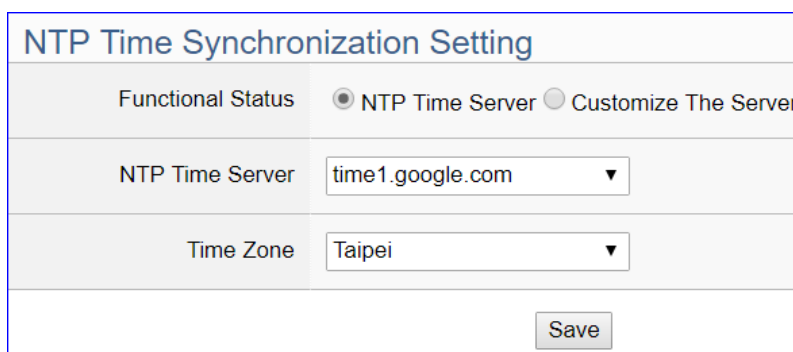 NTP Time Synchronization Setting
Functional Status NTP Time Server Customize The Server
NTP Time Server time1.google.com
Time Zone Taipei
Save